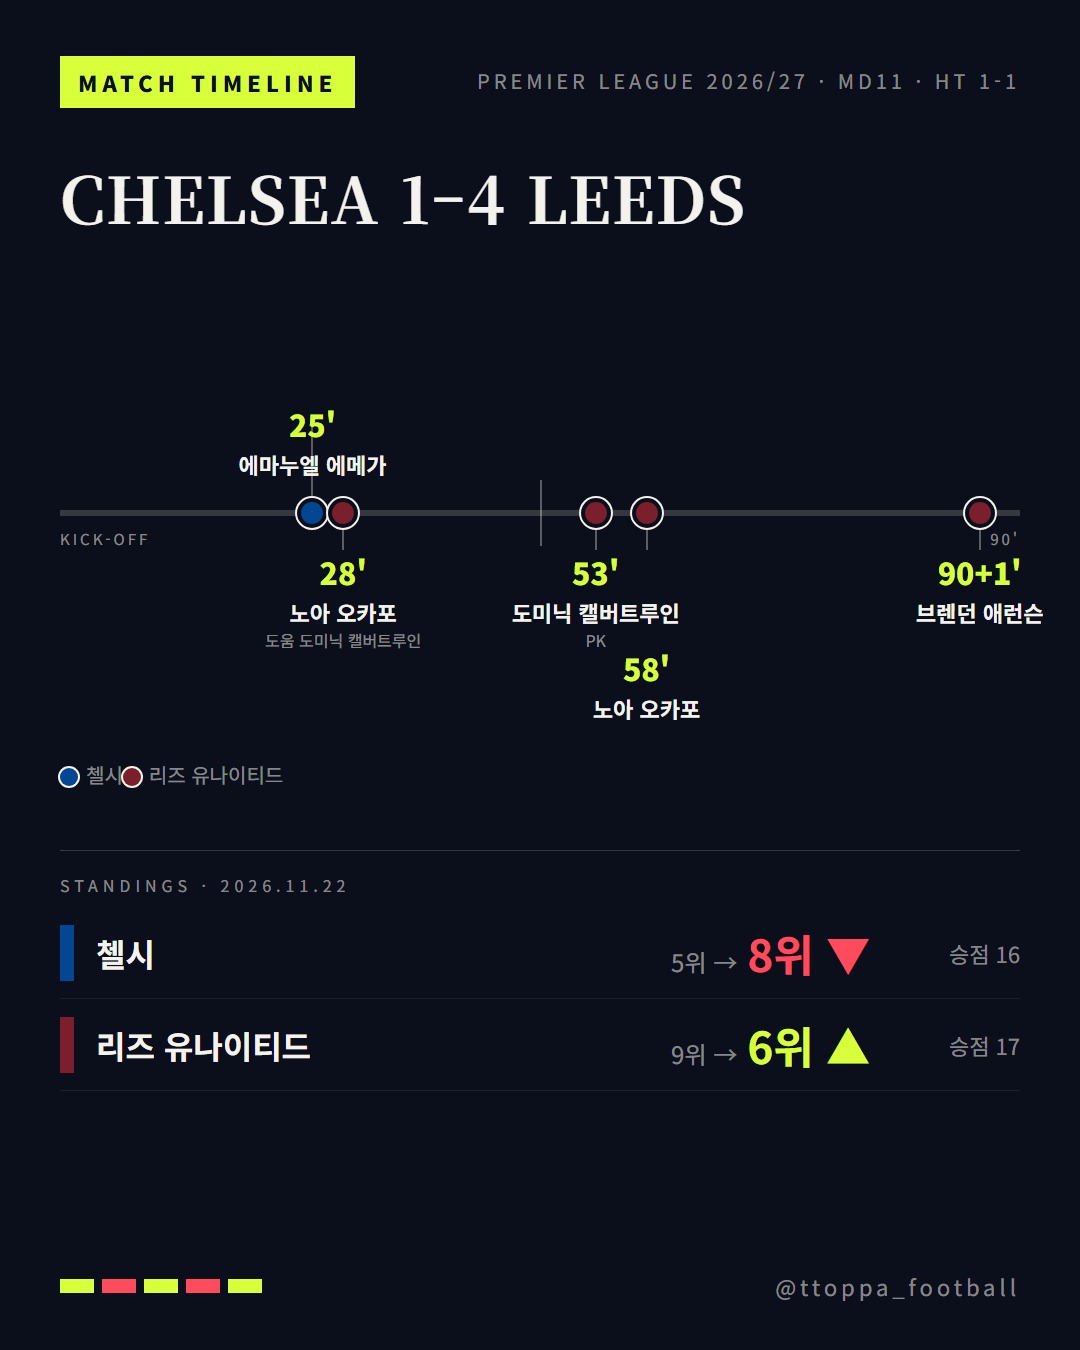 MATCH TIMELINE
PREMIER LEAGUE 2026/27 · MD11 · HT 1-1
CHELSEA 1–4 LEEDS
25'
에마누엘 에메가
KICK-OFF
90'
28'
노아 오카포
도움 도미닉 캘버트루인
53'
도미닉 캘버트루인
PK
58'
노아 오카포
90+1'
브렌던 애런슨
첼시
리즈 유나이티드
STANDINGS · 2026.11.22
첼시
5위 → 8위 ▼
승점 16
리즈 유나이티드
9위 → 6위 ▲
승점 17
@ttoppa_football